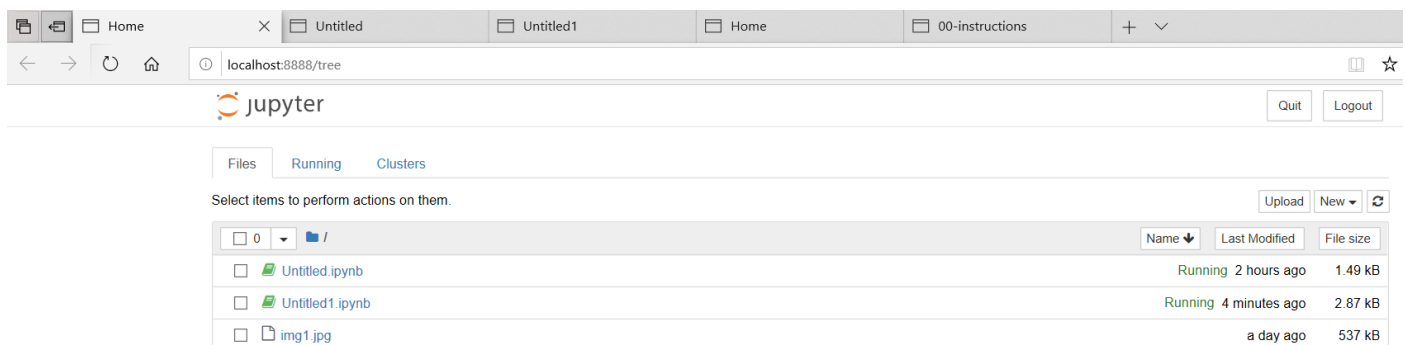 Home Untitled Untitled1 Home 00-instructions
localhost:8888/tree
jupyter Quit Logout
Files Running Clusters
Select items to perform actions on them. Upload New
0 / Name Last Modified File size
Untitled.ipynb Running 2 hours ago 1.49 kB
Untitled1.ipynb Running 4 minutes ago 2.87 kB
img1.jpg a day ago 537 kB